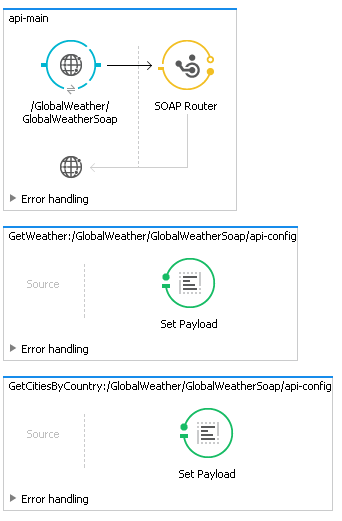 api-main
/GlobalWeather/
GlobalWeatherSoap
SOAP Router
Error handling
GetWeather:/GlobalWeather/GlobalWeatherSoap/api-config
Source
Set Payload
Error handling
GetCitiesByCountry:/GlobalWeather/GlobalWeatherSoap/api-config
Source
Set Payload
Error handling